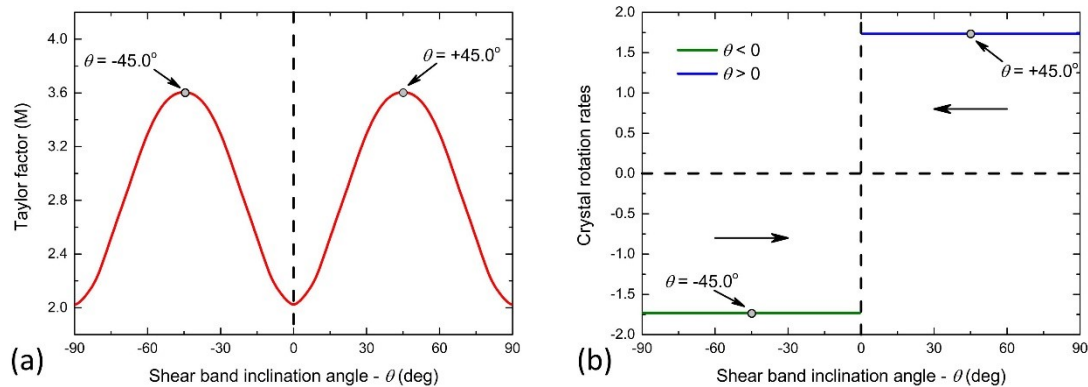 4.0
3.6
3.2
2.8
2.4
2.0
Taylor factor (M)
θ = -45.0°
θ = +45.0°
-90
-60
-30
0
30
60
90
Shear band inclination angle - θ (deg)
(a)
2.0
1.5
1.0
0.5
0.0
-0.5
-1.0
-1.5
-2.0
Crystal rotation rates
θ < 0
θ > 0
θ = +45.0°
θ = -45.0°
-90
-60
-30
0
30
60
90
Shear band inclination angle - θ (deg)
(b)